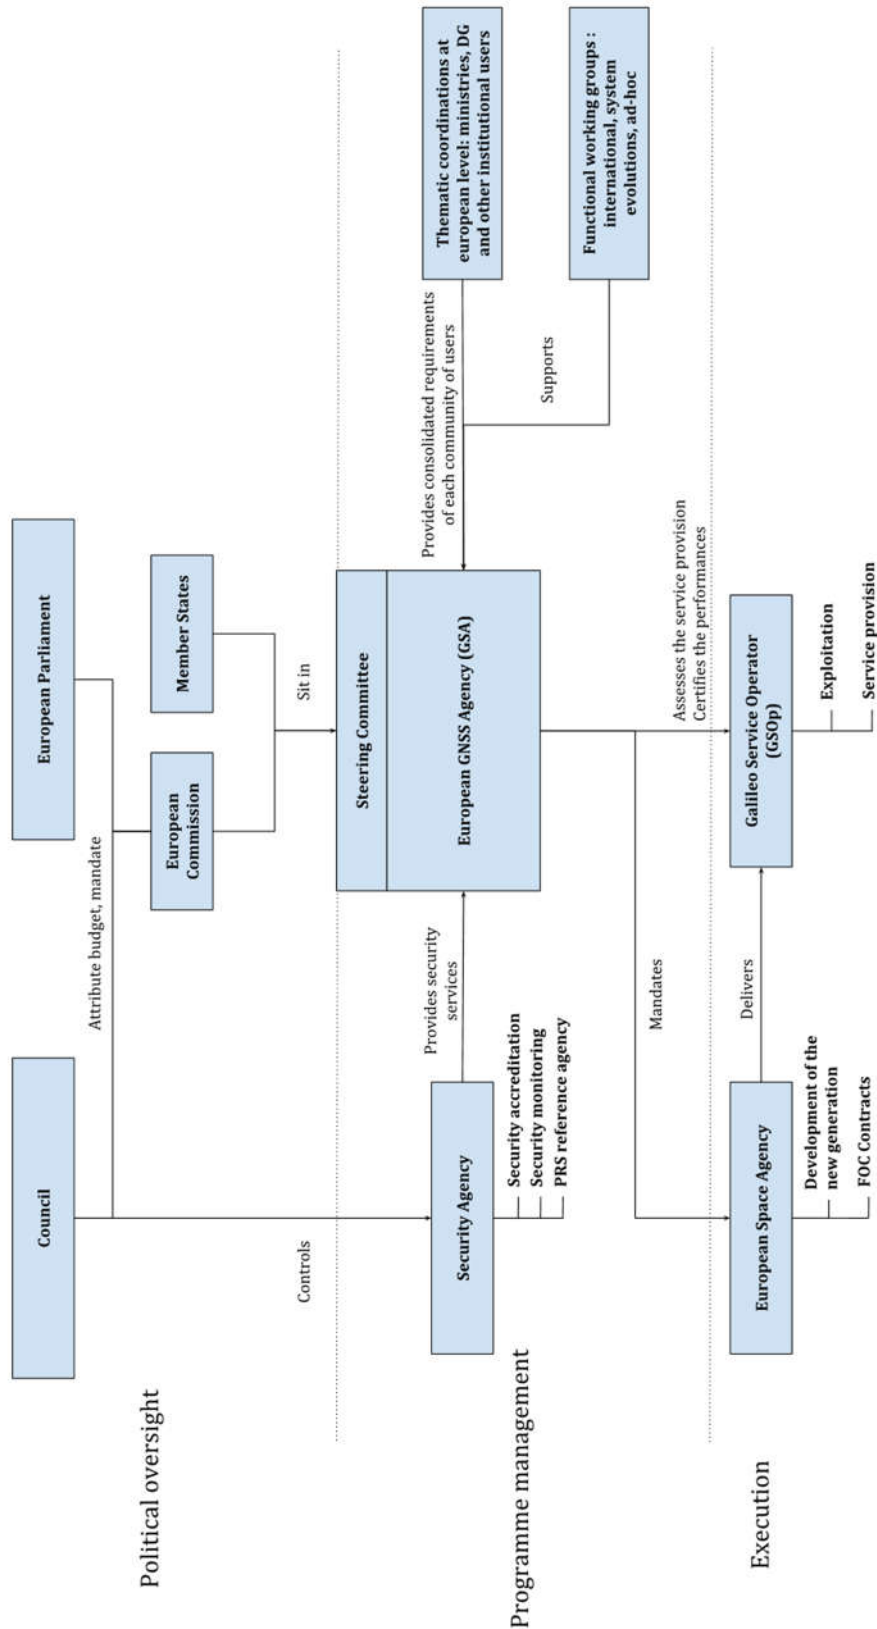 Political oversight
Council
European Parliament
Attribute budget, mandate
European
Commission
Member States
Controls
Sit in
Programme management
Security Agency
Security accreditation
Security monitoring
PRS reference agency
Provides security
services
Steering Committee
European GNSS Agency (GSA)
Provides consolidated requirements
of each community of users
Thematic coordinations at
european level: ministries, DG
and other institutional users
Supports
Functional working groups :
international, system
evolutions, ad-hoc
Mandates
Assesses the service provision
Certifies the performances
Execution
European Space Agency
Development of the
new generation
FOC Contracts
Delivers
Galileo Service Operator
(GSOp)
Exploitation
Service provision